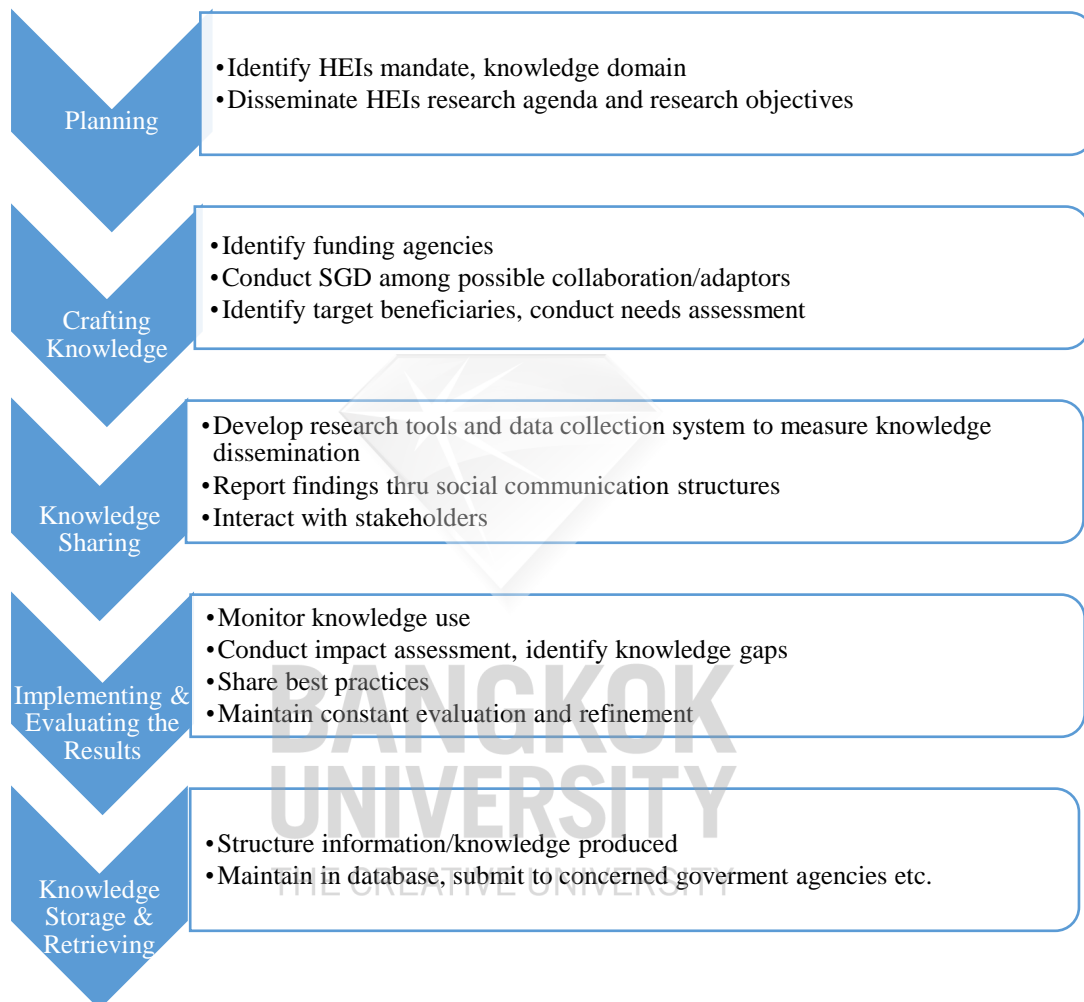 Planning
•Identify HEIs mandate, knowledge domain
•Disseminate HEIs research agenda and research objectives
Crafting
Knowledge
•Identify funding agencies
•Conduct SGD among possible collaboration/adaptors
•Identify target beneficiaries, conduct needs assessment
Knowledge
Sharing
•Develop research tools and data collection system to measure knowledge
dissemination
•Report findings thru social communication structures
•Interact with stakeholders
Implementing &
Evaluating the
Results
•Monitor knowledge use
•Conduct impact assessment, identify knowledge gaps
•Share best practices
•Maintain constant evaluation and refinement
Knowledge
Storage &
Retrieving
•Structure information/knowledge produced
•Maintain in database, submit to concerned goverment agencies etc.
BANGKOK
UNIVERSITY
THE CREATIVE UNIVERSITY